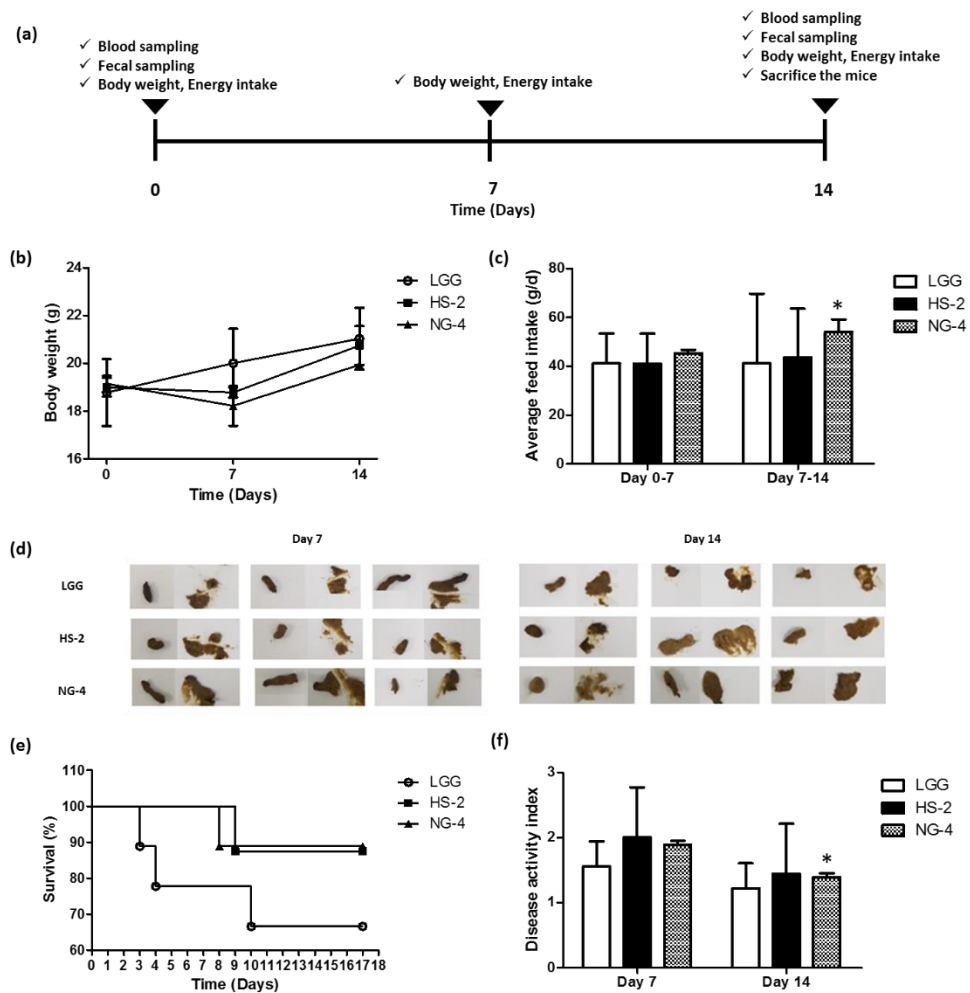 (a)
✓ Blood sampling
✓ Fecal sampling
✓ Body weight, Energy intake
✓ Body weight, Energy intake
✓ Blood sampling
✓ Fecal sampling
✓ Body weight, Energy intake
✓ Sacrifice the mice
0 7 14
Time (Days)
(b)
Body weight (g)
24
22
20
18
16
0 7 14
Time (Days)
LGG
HS-2
NG-4
(c)
Average feed intake (g/d)
80
60
40
20
0
*
Day 0-7 Day 7-14
LGG
HS-2
NG-4
(d)
Day 7 Day 14
LGG
HS-2
NG-4
(e)
Survival (%)
110
100
90
80
70
60
0 1 2 3 4 5 6 7 8 9 10 11 12 13 14 15 16 17 18
Time (Days)
LGG
HS-2
NG-4
(f)
Disease activity index
3
2
1
0
*
Day 7 Day 14
LGG
HS-2
NG-4